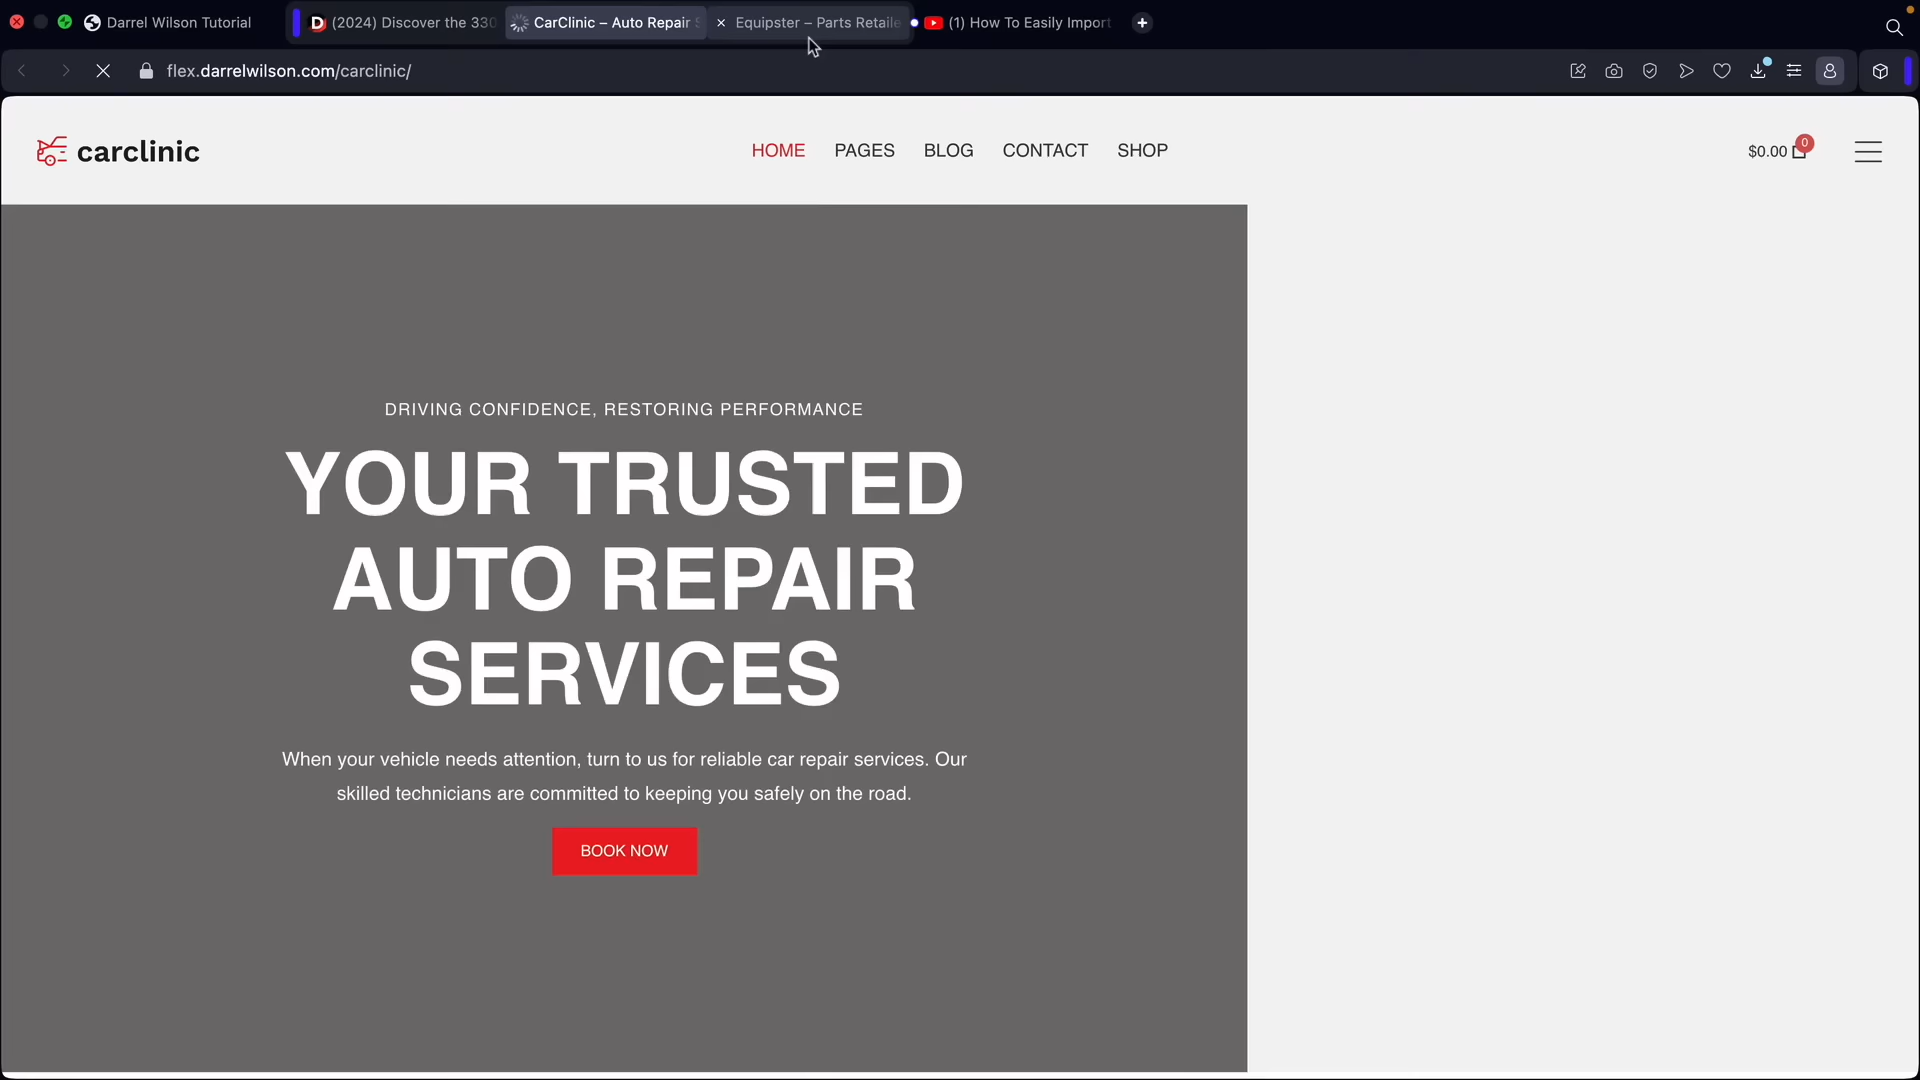 Darrel Wilson Tutorial
(2024) Discover the 330
CarClinic – Auto Repair S
Equipster – Parts Retaile
(1) How To Easily Import
flex.darrelwilson.com/carclinic/
carclinic
HOME
PAGES
BLOG
CONTACT
SHOP
$0.00
0
DRIVING CONFIDENCE, RESTORING PERFORMANCE
YOUR TRUSTED
AUTO REPAIR
SERVICES
When your vehicle needs attention, turn to us for reliable car repair services. Our
skilled technicians are committed to keeping you safely on the road.
BOOK NOW